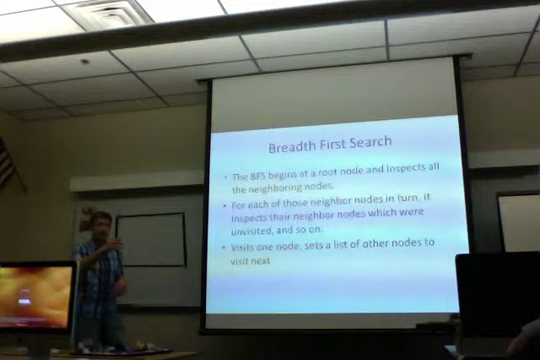 Breadth First Search
• The BFS begins at a root node and inspects all
the neighboring nodes.
• For each of those neighbor nodes in turn, it
inspects their neighbor nodes which were
unvisited, and so on.
• Visits one node, sets a list of other nodes to
visit next